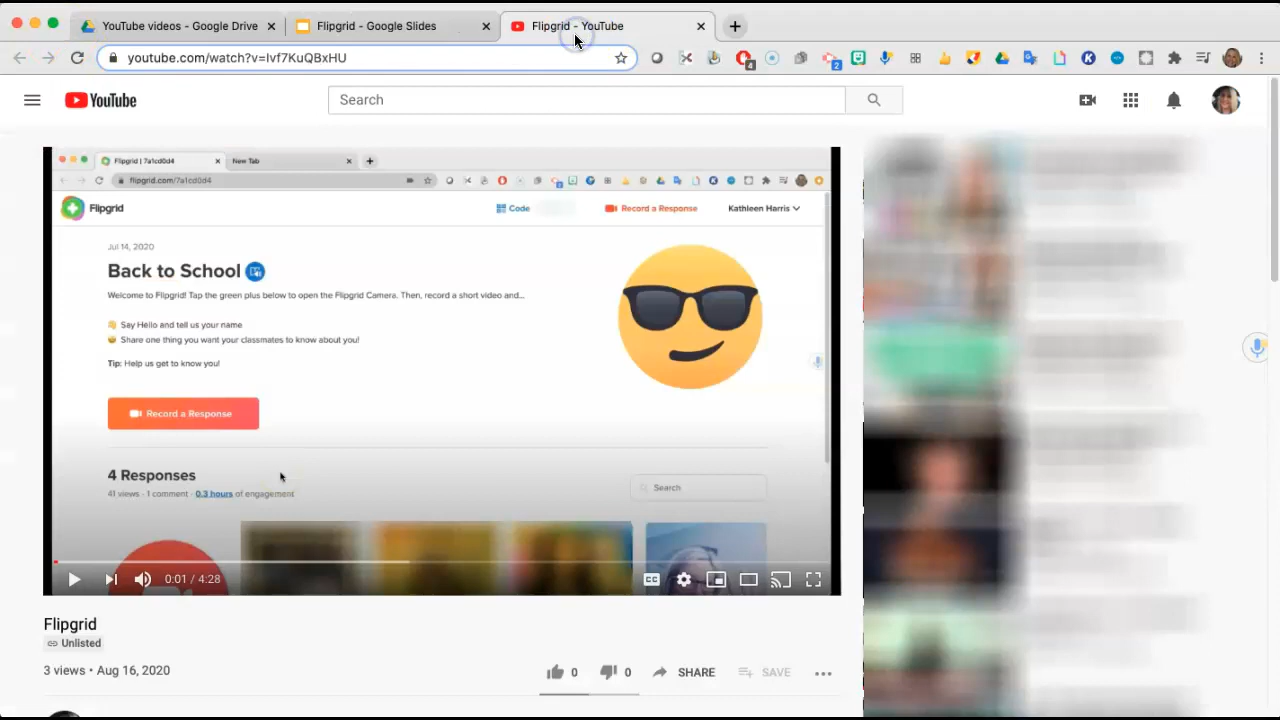 YouTube videos - Google Drive
Flipgrid - Google Slides
Flipgrid - YouTube
youtube.com/watch?v=Ivf7KuQBxHU
4
2
K
YouTube
Search
Flipgrid | 7a1cd0d4
New Tab
flipgrid.com/7a1cd0d4
Flipgrid
Code
Record a Response
Kathleen Harris
Jul 14, 2020
Back to School
Welcome to Flipgrid! Tap the green plus below to open the Flipgrid Camera. Then, record a short video and...
Say Hello and tell us your name
Share one thing you want your classmates to know about you!
Tip: Help us get to know you!
Record a Response
4 Responses
41 views · 1 comment · 0.3 hours of engagement
Search
0:01 / 4:28
CC
Flipgrid
Unlisted
3 views • Aug 16, 2020
0
0
SHARE
SAVE